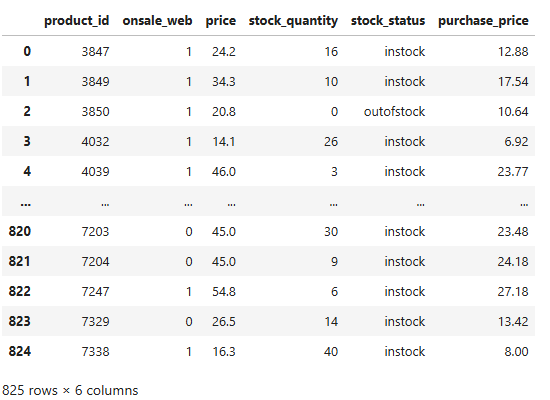 product_id onsale_web price stock_quantity stock_status purchase_price
0 3847 1 24.2 16 instock 12.88
1 3849 1 34.3 10 instock 17.54
2 3850 1 20.8 0 outofstock 10.64
3 4032 1 14.1 26 instock 6.92
4 4039 1 46.0 3 instock 23.77
... ... ... ... ... ... ...
820 7203 0 45.0 30 instock 23.48
821 7204 0 45.0 9 instock 24.18
822 7247 1 54.8 6 instock 27.18
823 7329 0 26.5 14 instock 13.42
824 7338 1 16.3 40 instock 8.00
825 rows × 6 columns